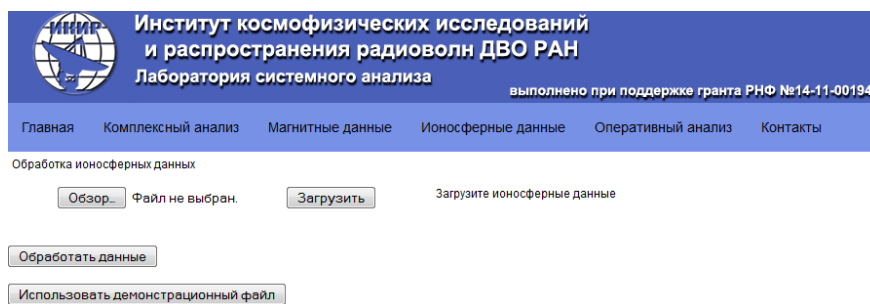 ИКИР
Институт космофизических исследований
и распространения радиоволн ДВО РАН
Лаборатория системного анализа
выполнено при поддержке гранта РНФ №14-11-00194
Главная Комплексный анализ Магнитные данные Ионосферные данные Оперативный анализ Контакты
Обработка ионосферных данных
Обзор... Файл не выбран. Загрузить Загрузите ионосферные данные
Обработать данные
Использовать демонстрационный файл